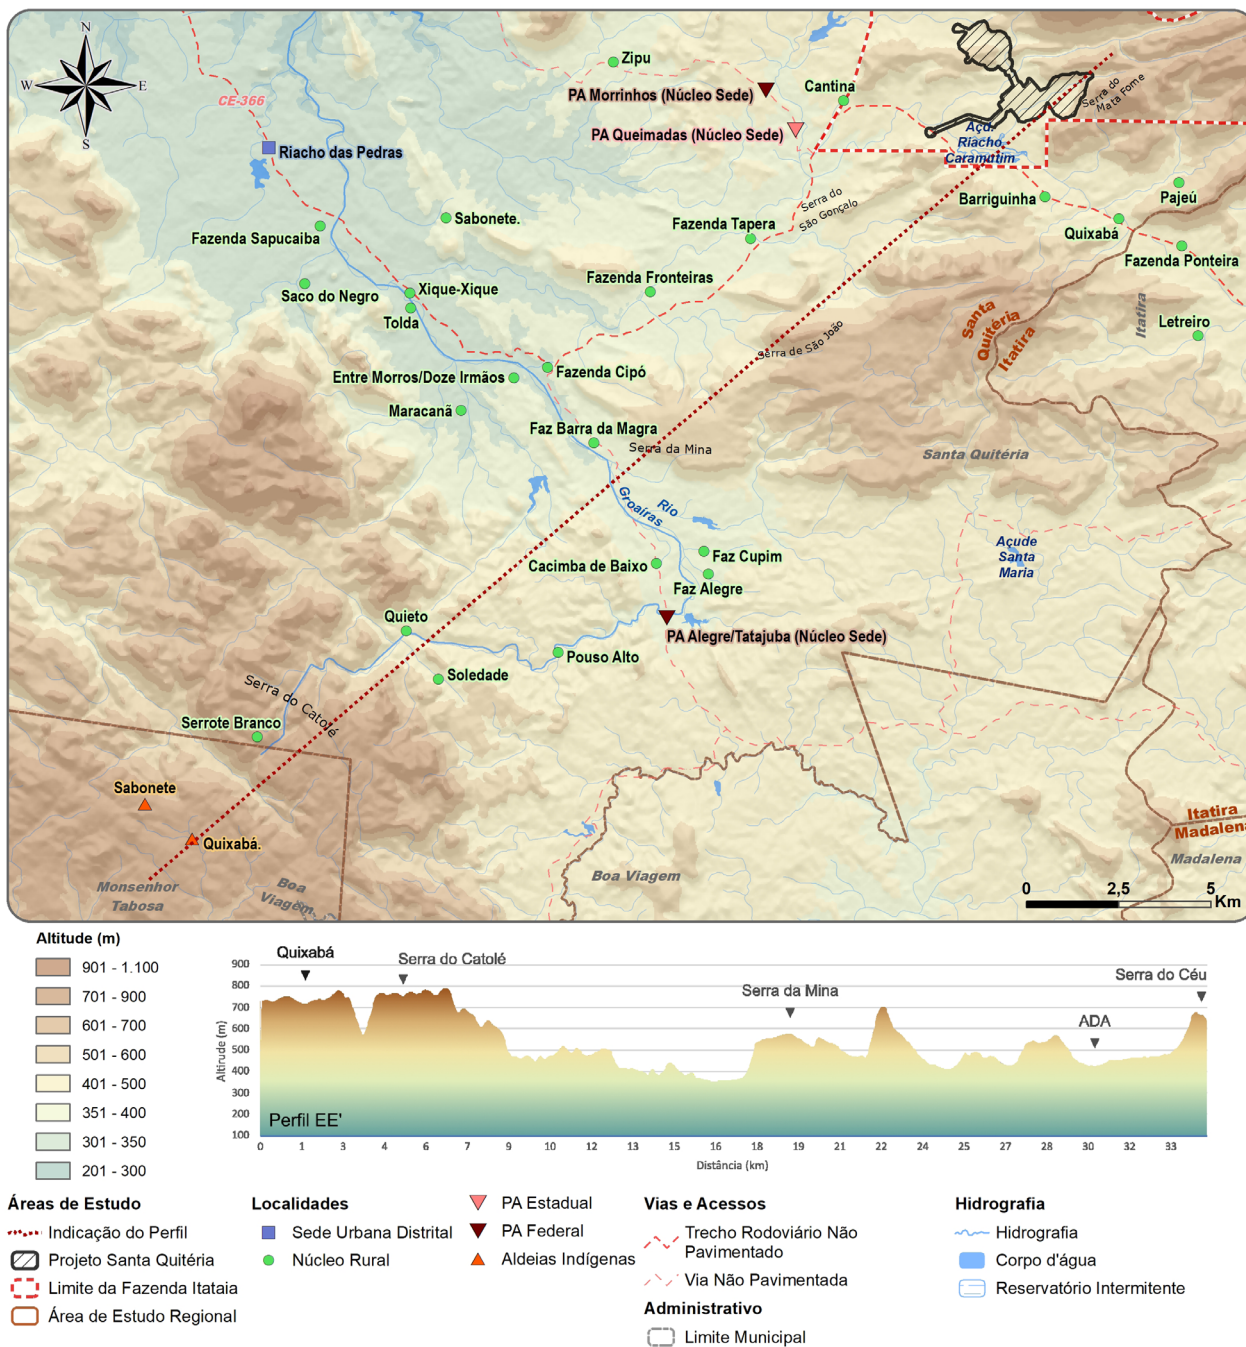 N
W
E
S
CE-366
Riacho das Pedras
Zipu
PA Morrinhos (Núcleo Sede)
Cantina
PA Queimadas (Núcleo Sede)
Serra do
Mata Fome
Açd.
Riacho
Caramutim
Barriguinha
Pajeú
Quixabá
Fazenda Ponteira
Sabonete.
Fazenda Sapucaiba
Serra do
São Gonçalo
Fazenda Tapera
Fazenda Fronteiras
Saco do Negro
Xique-Xique
Tolda
Santa
Quitéria
Itatira
Itatira
Letreiro
Serra de São João
Fazenda Cipó
Entre Morros/Doze Irmãos
Maracanã
Faz Barra da Magra
Serra da Mina
Santa Quitéria
Rio
Groaíras
Açude
Santa
Maria
Faz Cupim
Cacimba de Baixo
Faz Alegre
Quieto
PA Alegre/Tatajuba (Núcleo Sede)
Pouso Alto
Soledade
Serra do Catolé
Serrote Branco
Sabonete
Quixabá.
Monsenhor
Tabosa
Boa
Viagem
Boa Viagem
Itatira
Madalena
Madalena
0 2,5 5
Km
Altitude (m)
901 - 1.100
701 - 900
601 - 700
501 - 600
401 - 500
351 - 400
301 - 350
201 - 300
Quixabá
Serra do Catolé
Serra da Mina
ADA
Serra do Céu
Altitude (m)
900
800
700
600
500
400
300
200
100
Perfil EE'
0 1 3 4 6 7 9 10 12 13 15 16 18 19 21 22 24 25 27 28 30 32 33
Distância (km)
Áreas de Estudo
Indicação do Perfil
Projeto Santa Quitéria
Limite da Fazenda Itataia
Área de Estudo Regional
Localidades
Sede Urbana Distrital
Núcleo Rural
PA Estadual
PA Federal
Aldeias Indígenas
Vias e Acessos
Trecho Rodoviário Não
Pavimentado
Via Não Pavimentada
Administrativo
Limite Municipal
Hidrografia
Hidrografia
Corpo d'água
Reservatório Intermitente